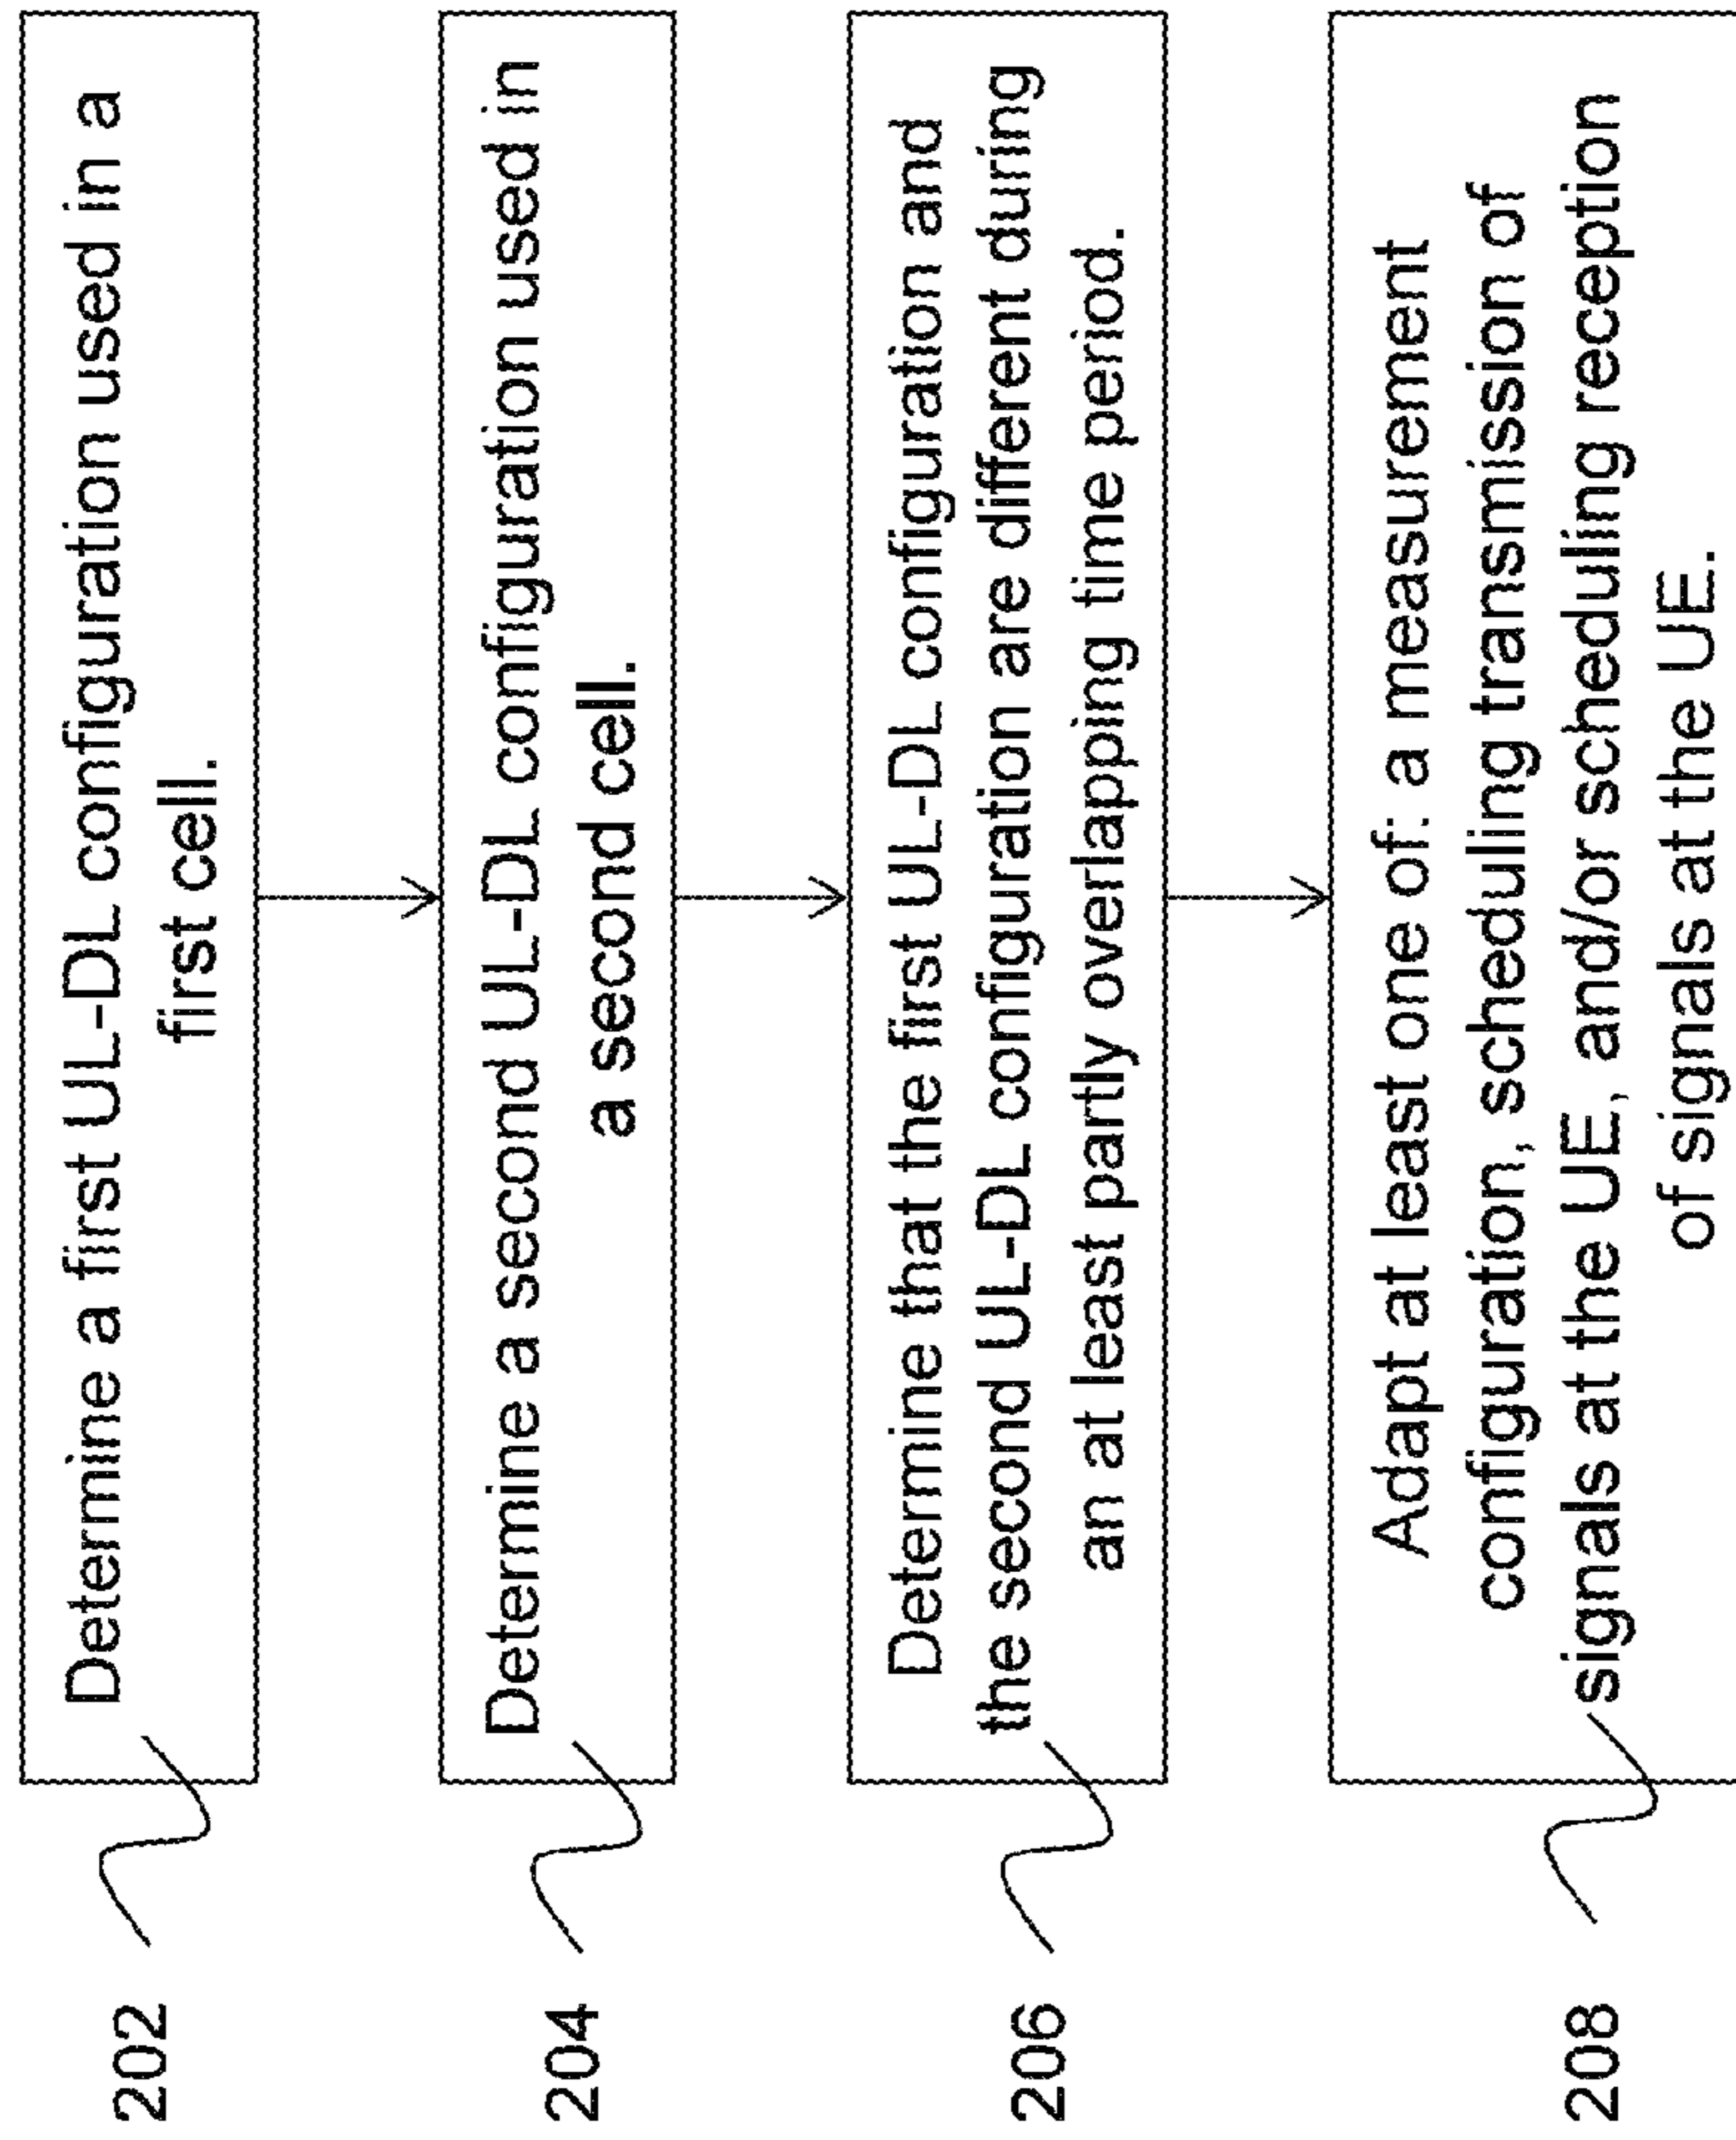 202
Determine a first UL-DL configuration used in a
first cell.
204
Determine a second UL-DL configuration used in
a second cell.
206
Determine that the first UL-DL configuration and
the second UL-DL configuration are different during
an at least partly overlapping time period.
208
Adapt at least one of: a measurement
configuration, scheduling transmission of
signals at the UE, and/or scheduling reception
of signals at the UE.